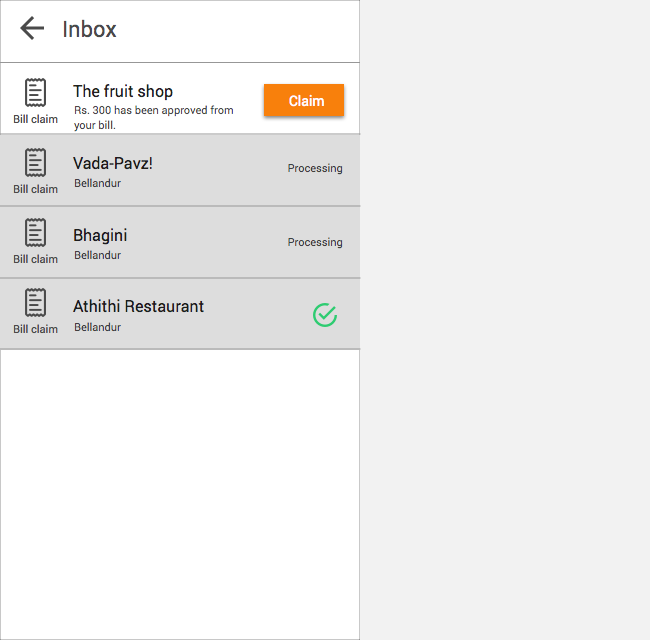 Inbox
The fruit shop
Rs. 300 has been approved from
your bill.
Claim
Bill claim
Vada-Pavz!
Bellandur
Processing
Bill claim
Bhagini
Bellandur
Processing
Bill claim
Athithi Restaurant
Bellandur
Bill claim